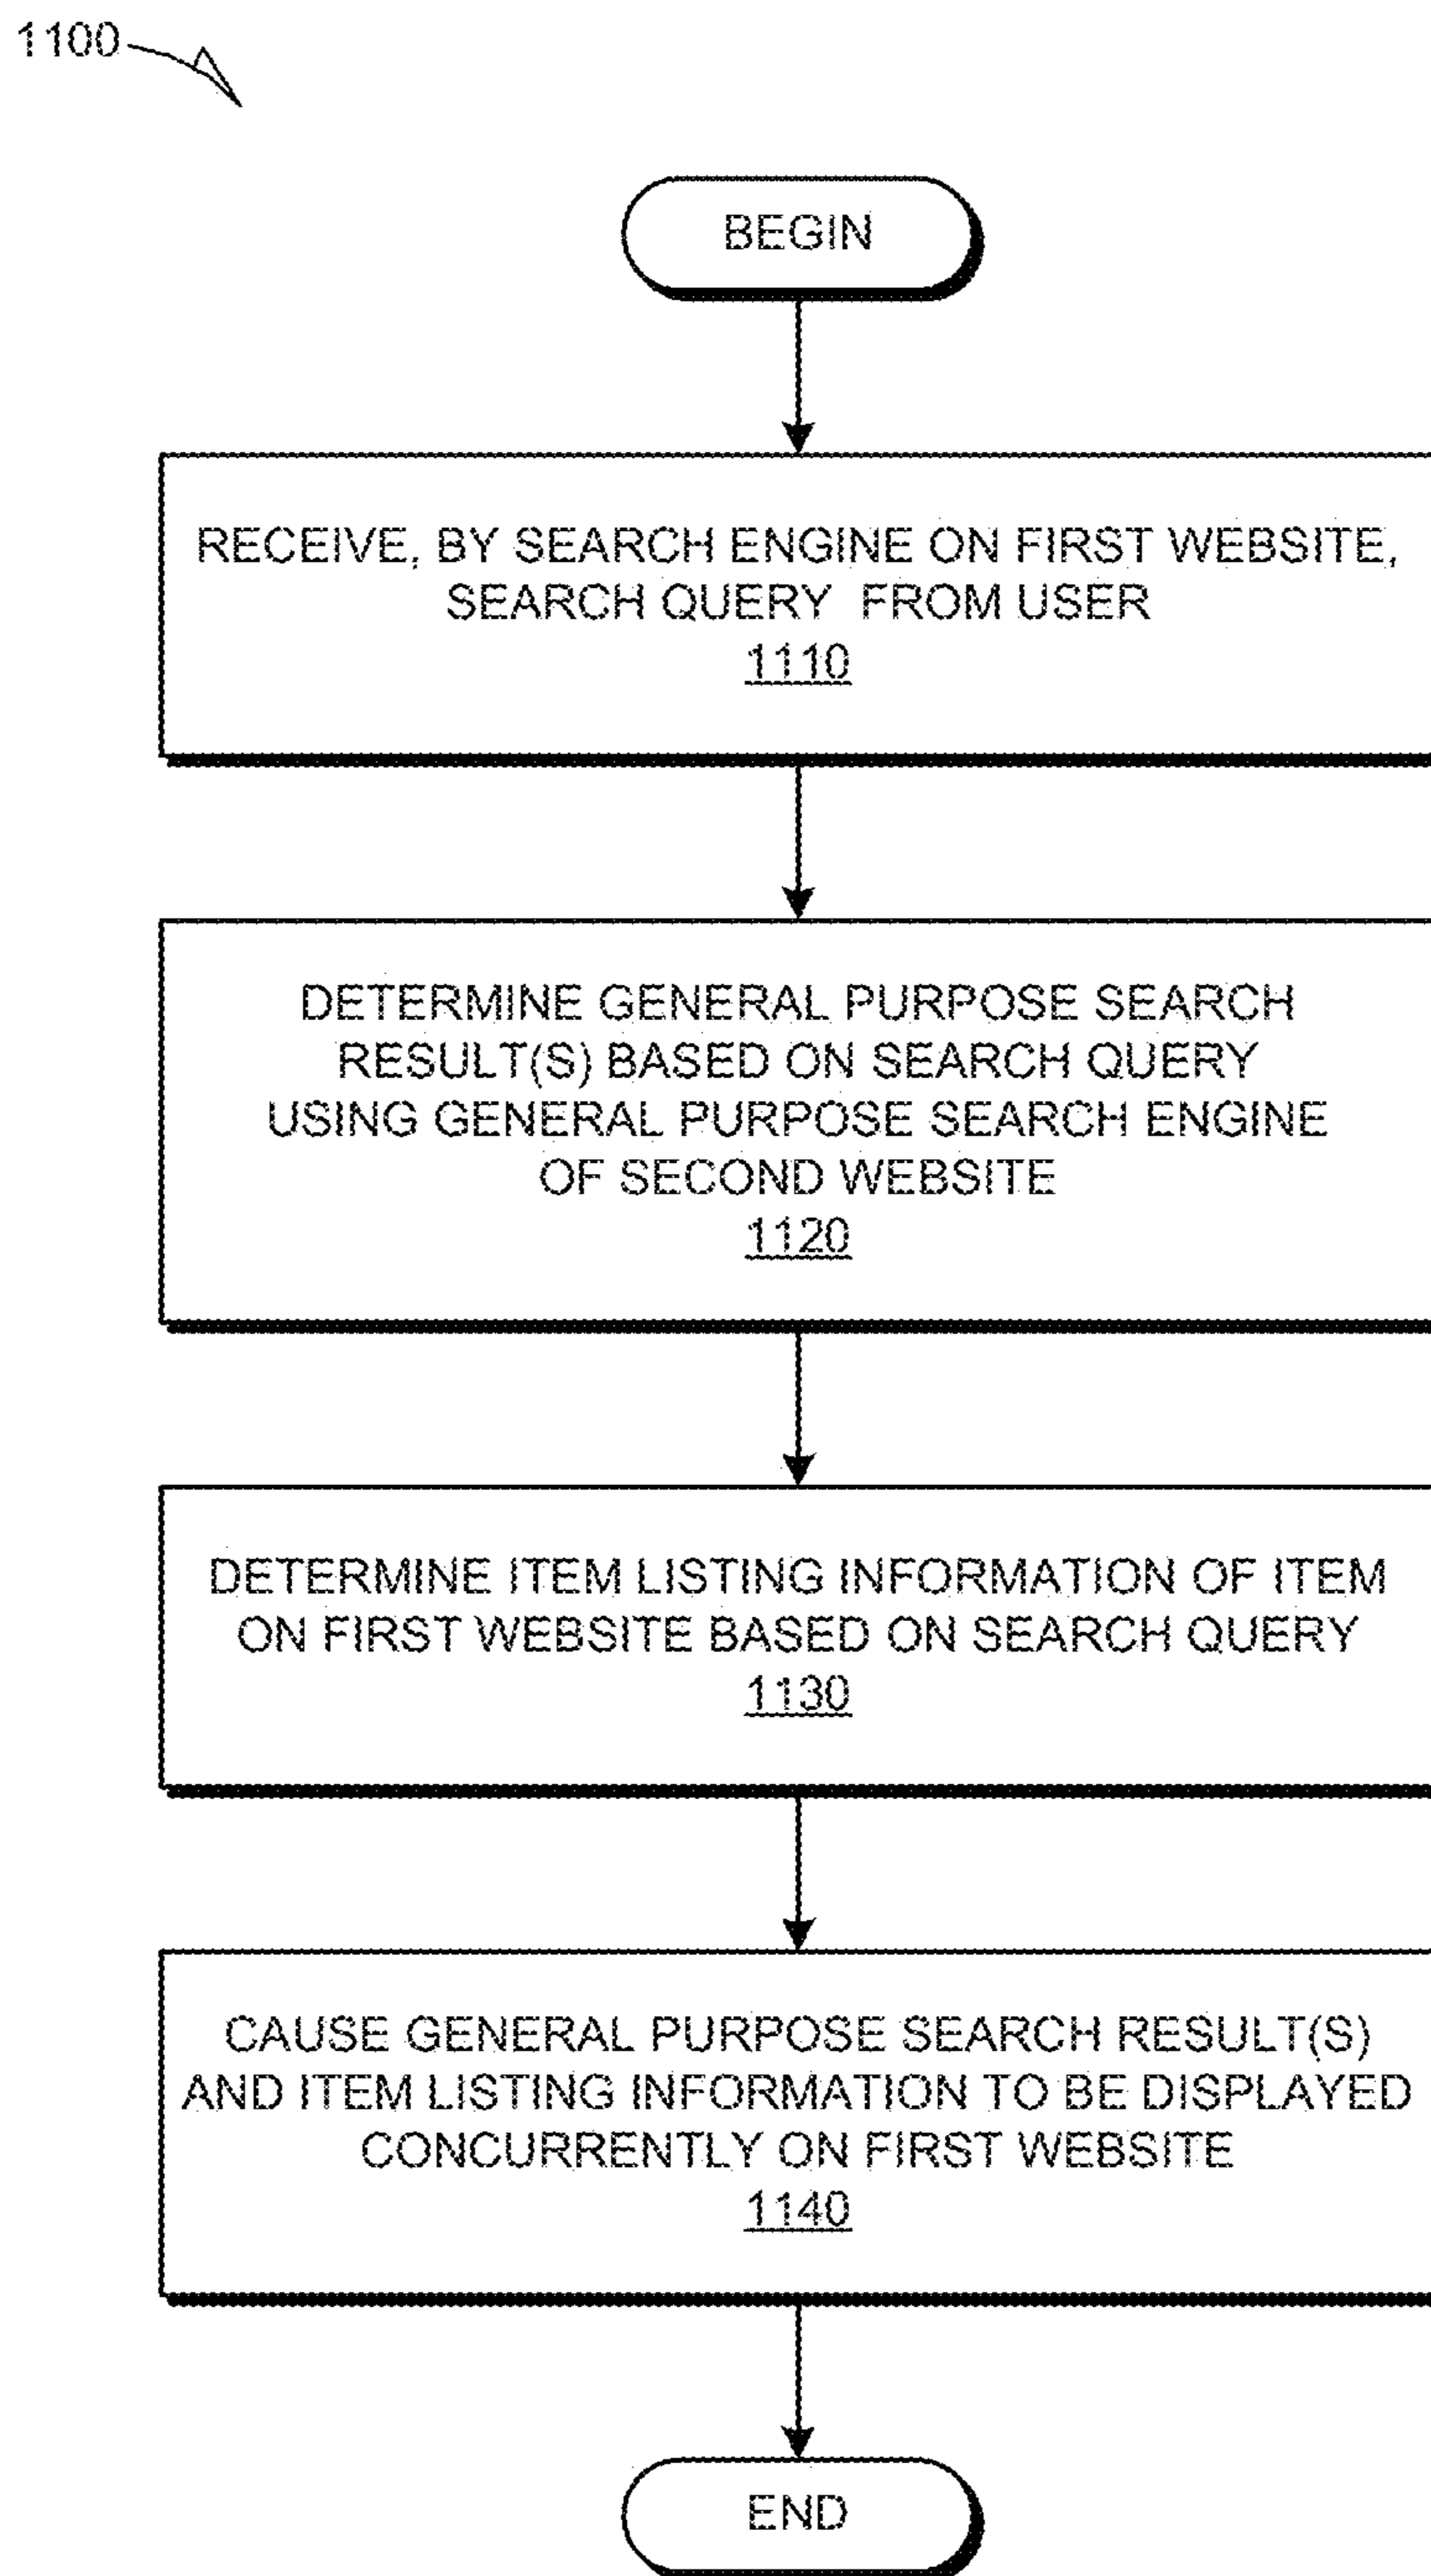 1100
BEGIN
RECEIVE, BY SEARCH ENGINE ON FIRST WEBSITE,
SEARCH QUERY FROM USER
1110
DETERMINE GENERAL PURPOSE SEARCH
RESULT(S) BASED ON SEARCH QUERY
USING GENERAL PURPOSE SEARCH ENGINE
OF SECOND WEBSITE
1120
DETERMINE ITEM LISTING INFORMATION OF ITEM
ON FIRST WEBSITE BASED ON SEARCH QUERY
1130
CAUSE GENERAL PURPOSE SEARCH RESULT(S)
AND ITEM LISTING INFORMATION TO BE DISPLAYED
CONCURRENTLY ON FIRST WEBSITE
1140
END